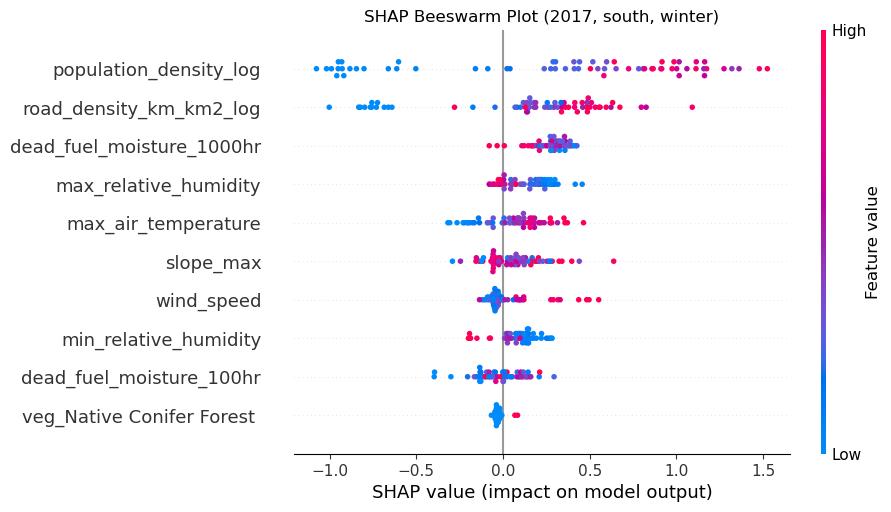 SHAP Beeswarm Plot (2017, south, winter)
High
population_density_log
road_density_km_km2_log
dead_fuel_moisture_1000hr
max_relative_humidity
max_air_temperature
slope_max
wind_speed
min_relative_humidity
dead_fuel_moisture_100hr
veg_Native Conifer Forest
Feature value
Low
−1.0 −0.5 0.0 0.5 1.0 1.5
SHAP value (impact on model output)